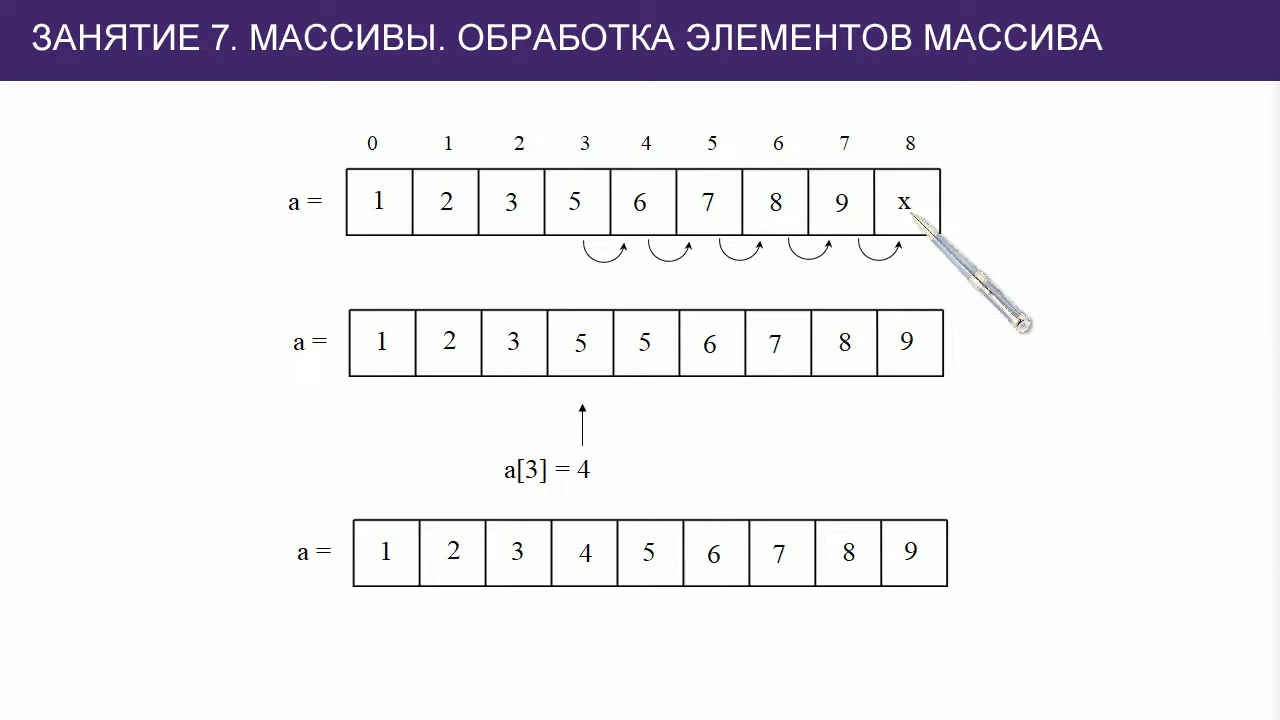 ЗАНЯТИЕ 7. МАССИВЫ. ОБРАБОТКА ЭЛЕМЕНТОВ МАССИВА
0 1 2 3 4 5 6 7 8
a = 1 2 3 5 6 7 8 9 x
a = 1 2 3 5 5 6 7 8 9
a[3] = 4
a = 1 2 3 4 5 6 7 8 9